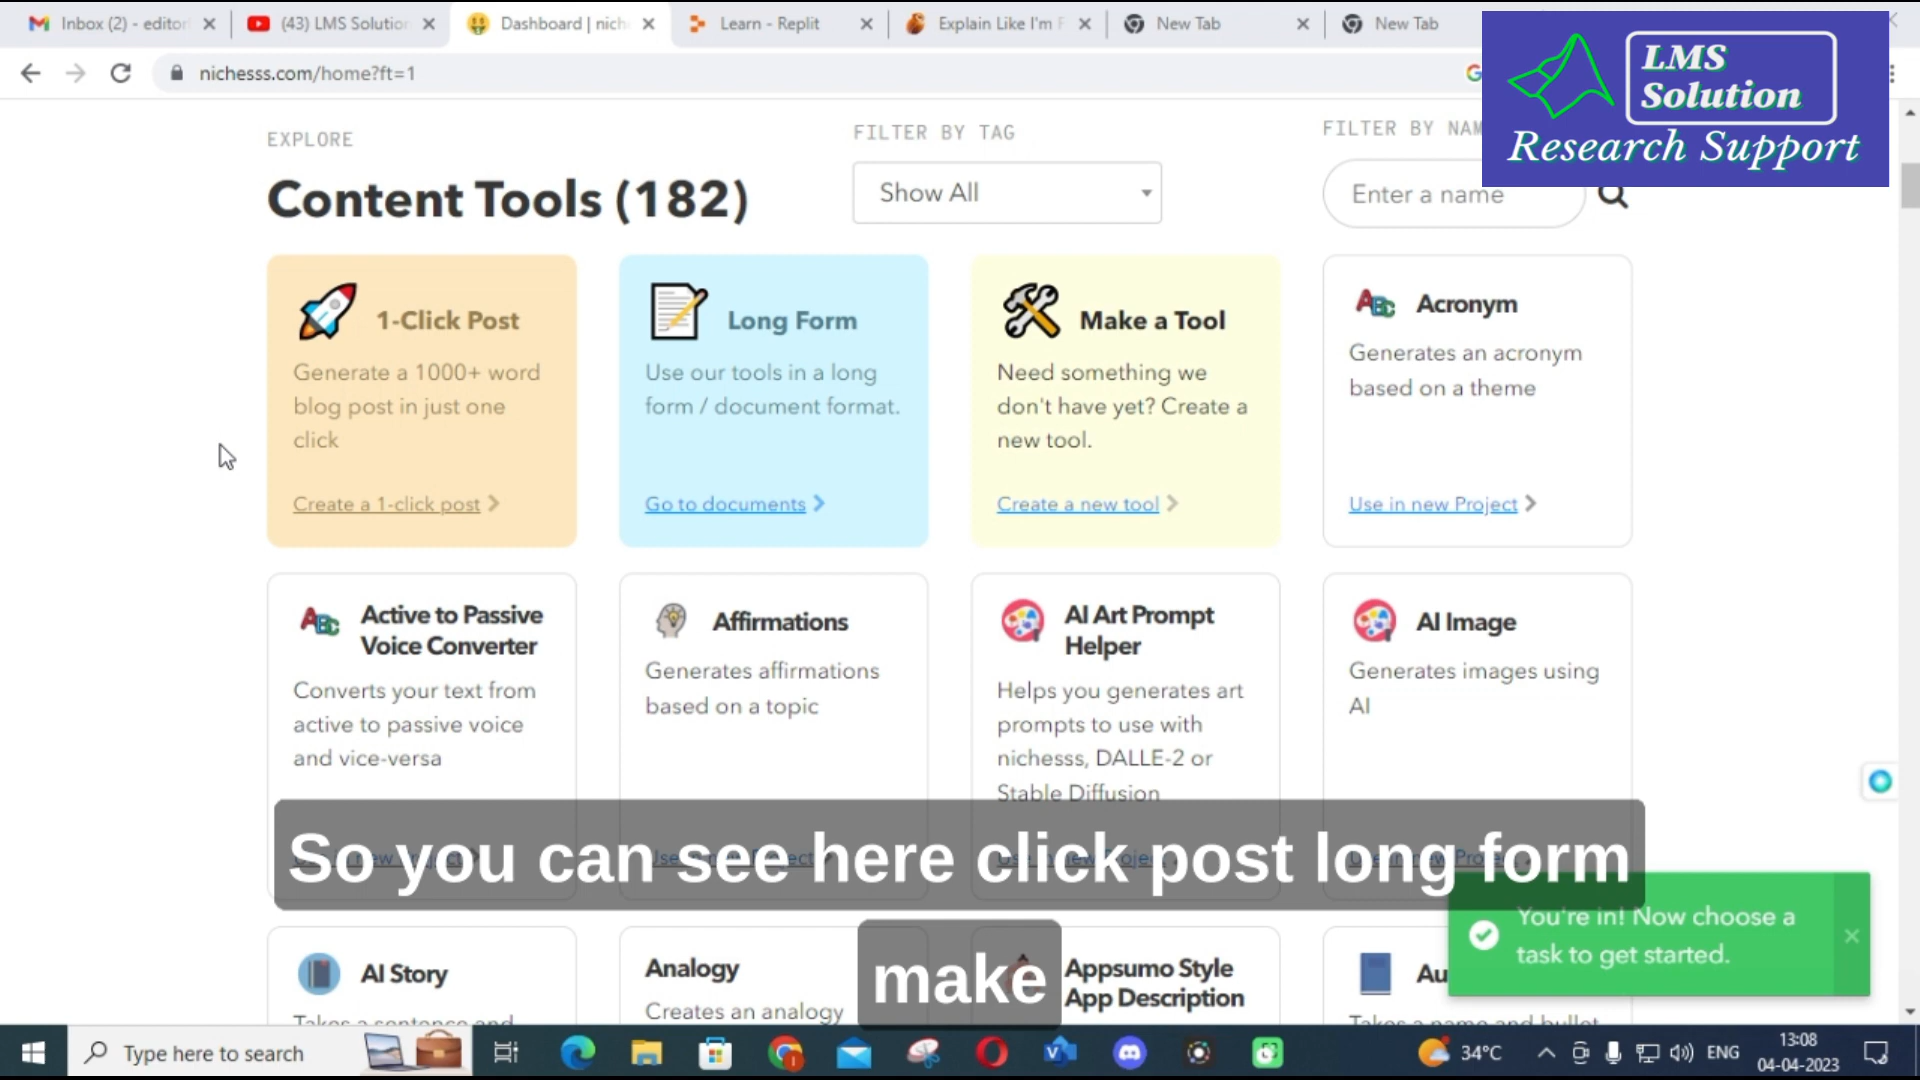 Inbox (2) - editor
(43) LMS Solution
Dashboard | nich
Learn - Replit
Explain Like I'm F
New Tab
New Tab
nichesss.com/home?ft=1
LMS
Solution
Research Support
EXPLORE
Content Tools (182)
FILTER BY TAG
Show All
FILTER BY NAM
Enter a name
1-Click Post
Generate a 1000+ word
blog post in just one
click
Create a 1-click post
Long Form
Use our tools in a long
form / document format.
Go to documents
Make a Tool
Need something we
don't have yet? Create a
new tool.
Create a new tool
Acronym
Generates an acronym
based on a theme
Use in new Project
Active to Passive
Voice Converter
Converts your text from
active to passive voice
and vice-versa
Affirmations
Generates affirmations
based on a topic
AI Art Prompt
Helper
Helps you generates art
prompts to use with
nichesss, DALLE-2 or
Stable Diffusion
AI Image
Generates images using
AI
So you can see here click post long form
make
You're in! Now choose a
task to get started.
AI Story
Takes a sentence and
Analogy
Creates an analogy
Appsumo Style
App Description
Au
Takes a name and bullet
Type here to search
34°C
ENG
13:08
04-04-2023